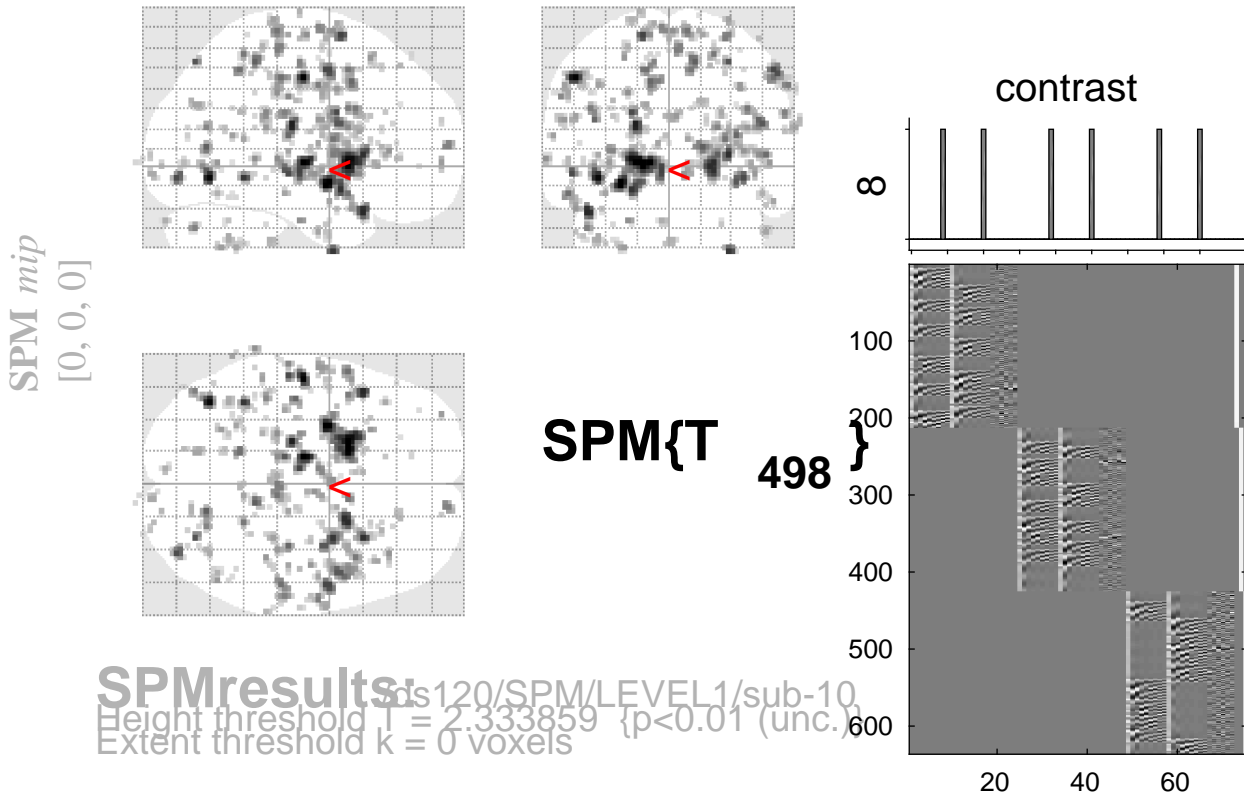 SPM mip
[0, 0, 0]
<
<
<
SPM{T498}
contrast
8
100
200
300
400
500
600
20 40 60
SPMresults: ./ds120/SPM/LEVEL1/sub-10
Height threshold T = 2.333859 {p<0.01 (unc.)}
Extent threshold k = 0 voxels